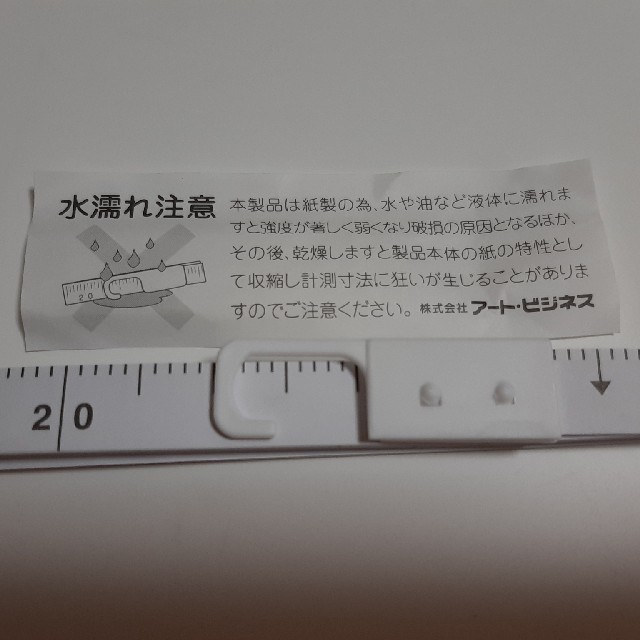 水濡れ注意
本製品は紙製の為、水や油など液体に濡れま
すと強度が著しく弱くなり破損の原因となるほか、
その後、乾燥しますと製品本体の紙の特性とし
て収縮し計測寸法に狂いが生じることがありま
すのでご注意ください。 株式会社 アート・ビジネス
20